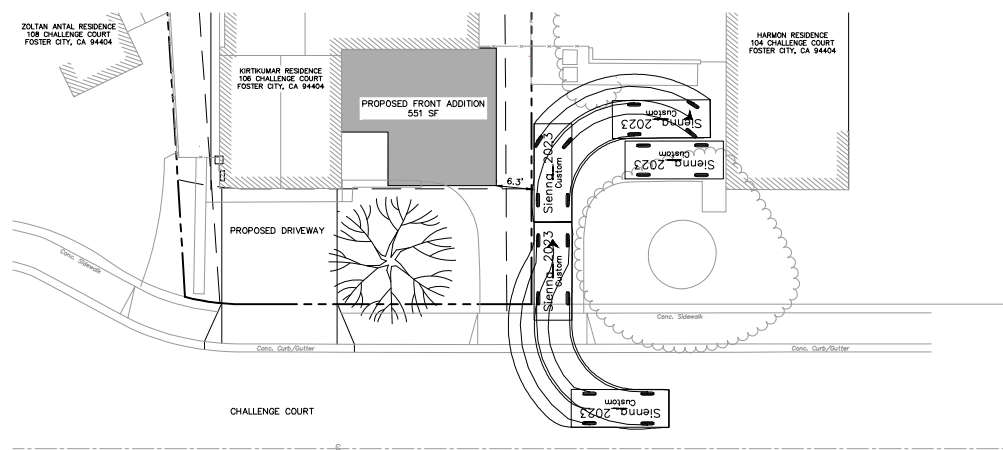 ZOLTAN ANTAL RESIDENCE
108 CHALLENGE COURT
FOSTER CITY, CA 94404
HARMON RESIDENCE
104 CHALLENGE COURT
FOSTER CITY, CA 94404
KIRTIKUMAR RESIDENCE
106 CHALLENGE COURT
FOSTER CITY, CA 94404
PROPOSED FRONT ADDITION
551 SF
Sienna 2023
Custom
Sienna 2023
Custom
Sienna 2023
Custom
6.3'
PROPOSED DRIVEWAY
Sienna 2023
Custom
Conc. Sidewalk
Conc. Sidewalk
Conc. Curb/Gutter
Conc. Curb/Gutter
Sienna 2023
Custom
CHALLENGE COURT